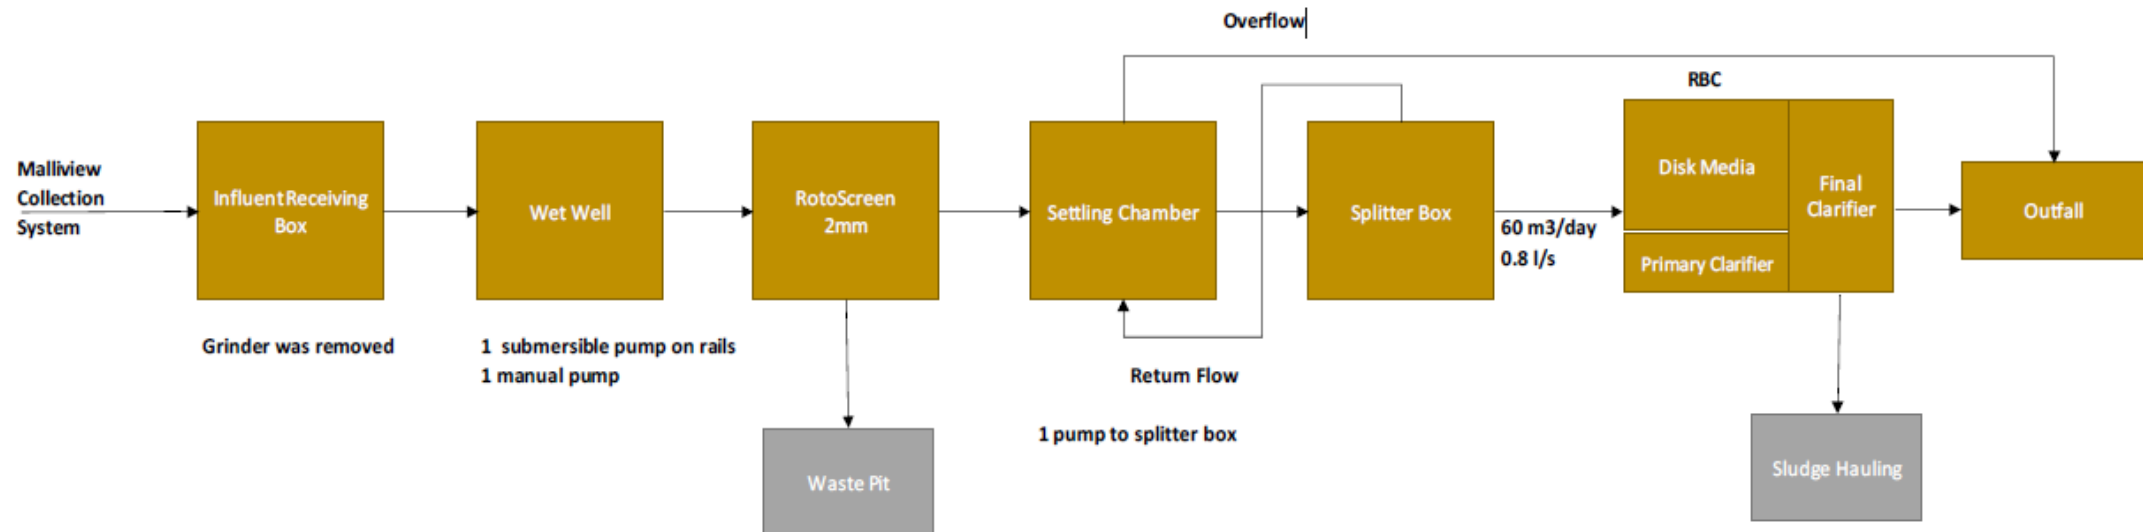 Overflow
RBC
Malliview
Collection
System
Influent Receiving
Box
Wet Well
RotoScreen
2mm
Settling Chamber
Splitter Box
60 m3/day
0.8 l/s
Disk Media
Primary Clarifier
Final
Clarifier
Outfall
Grinder was removed
1 submersible pump on rails
1 manual pump
Return Flow
1 pump to splitter box
Waste Pit
Sludge Hauling